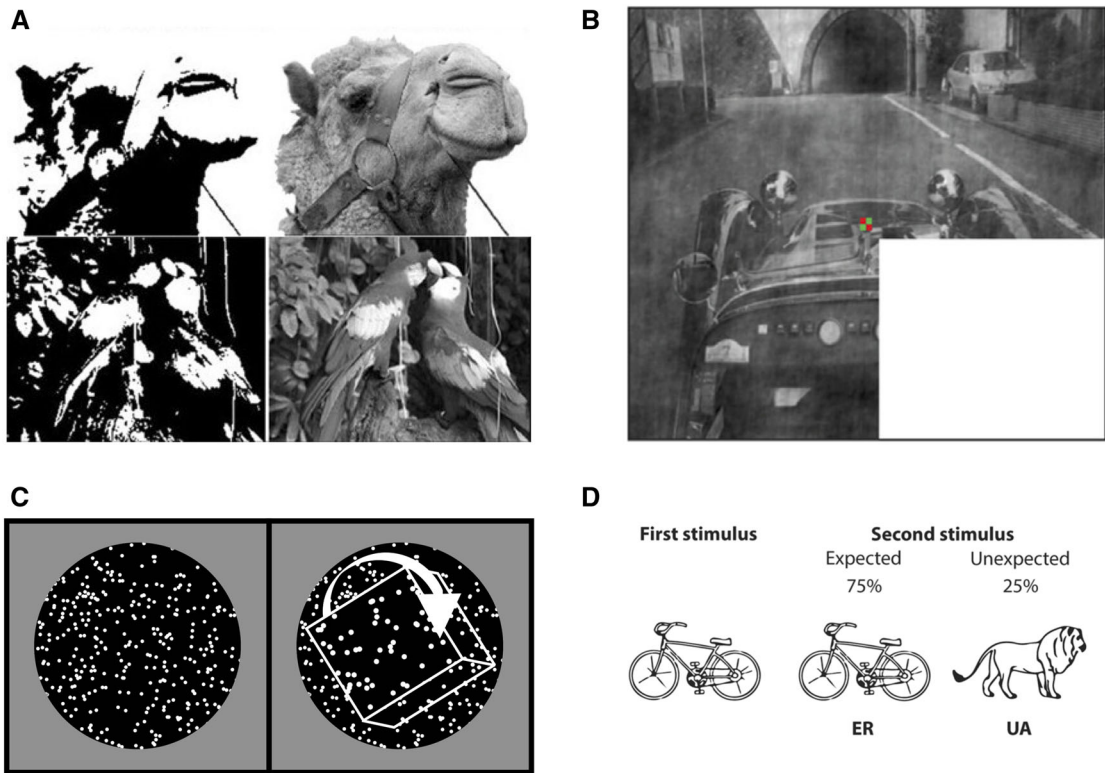 A
B
C
D
First stimulus
Second stimulus
Expected
Unexpected
75%
25%
ER
UA